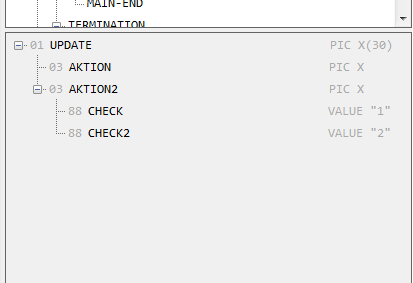 MAIN-END
TERMINATION
01 UPDATE PIC X(30)
03 AKTION PIC X
03 AKTION2 PIC X
88 CHECK VALUE "1"
88 CHECK2 VALUE "2"